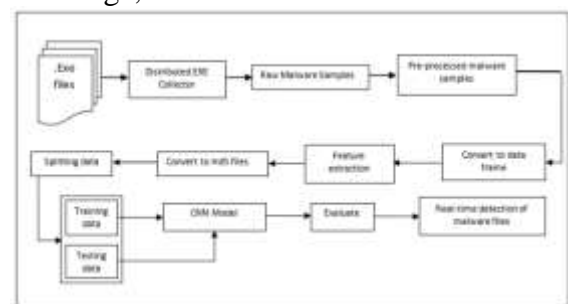 .Exe
files
Distributed EXE
Collector
Raw Malware Samples
Pre-processed malware
samples
Splitting data
Convert to md5 files
Feature
extraction
Convert to data
frame
Training
data
Testing
data
CNN Model
Evaluate
Real-time detection of
malware files